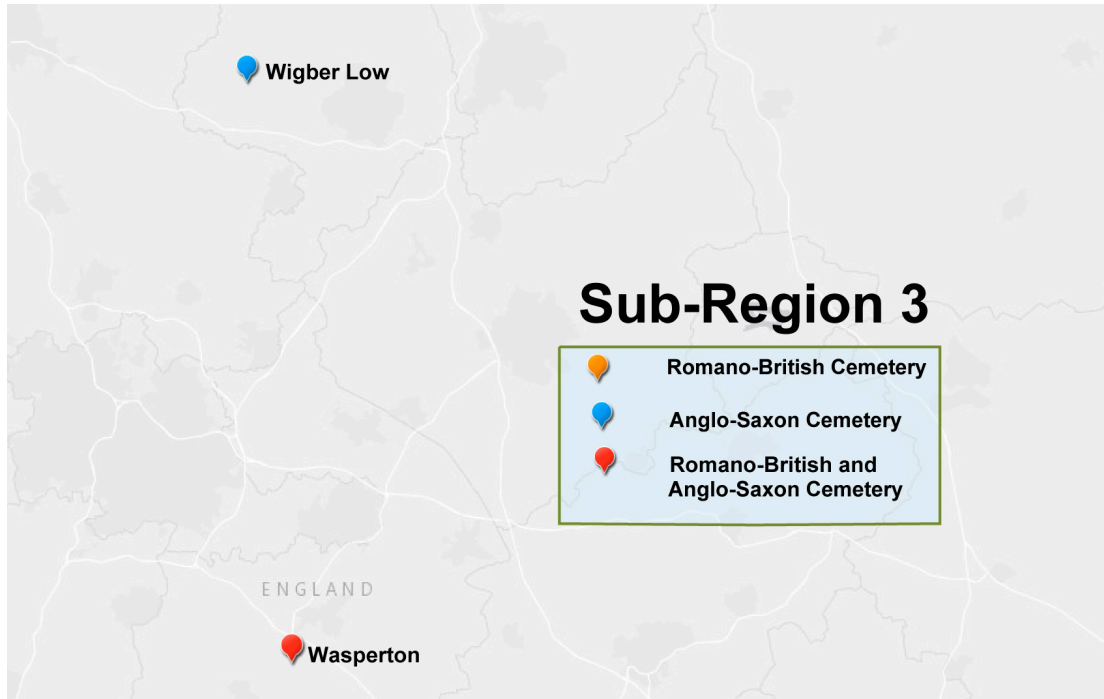 Wigber Low
Sub-Region 3
Romano-British Cemetery
Anglo-Saxon Cemetery
Romano-British and
Anglo-Saxon Cemetery
ENGLAND
Wasperton